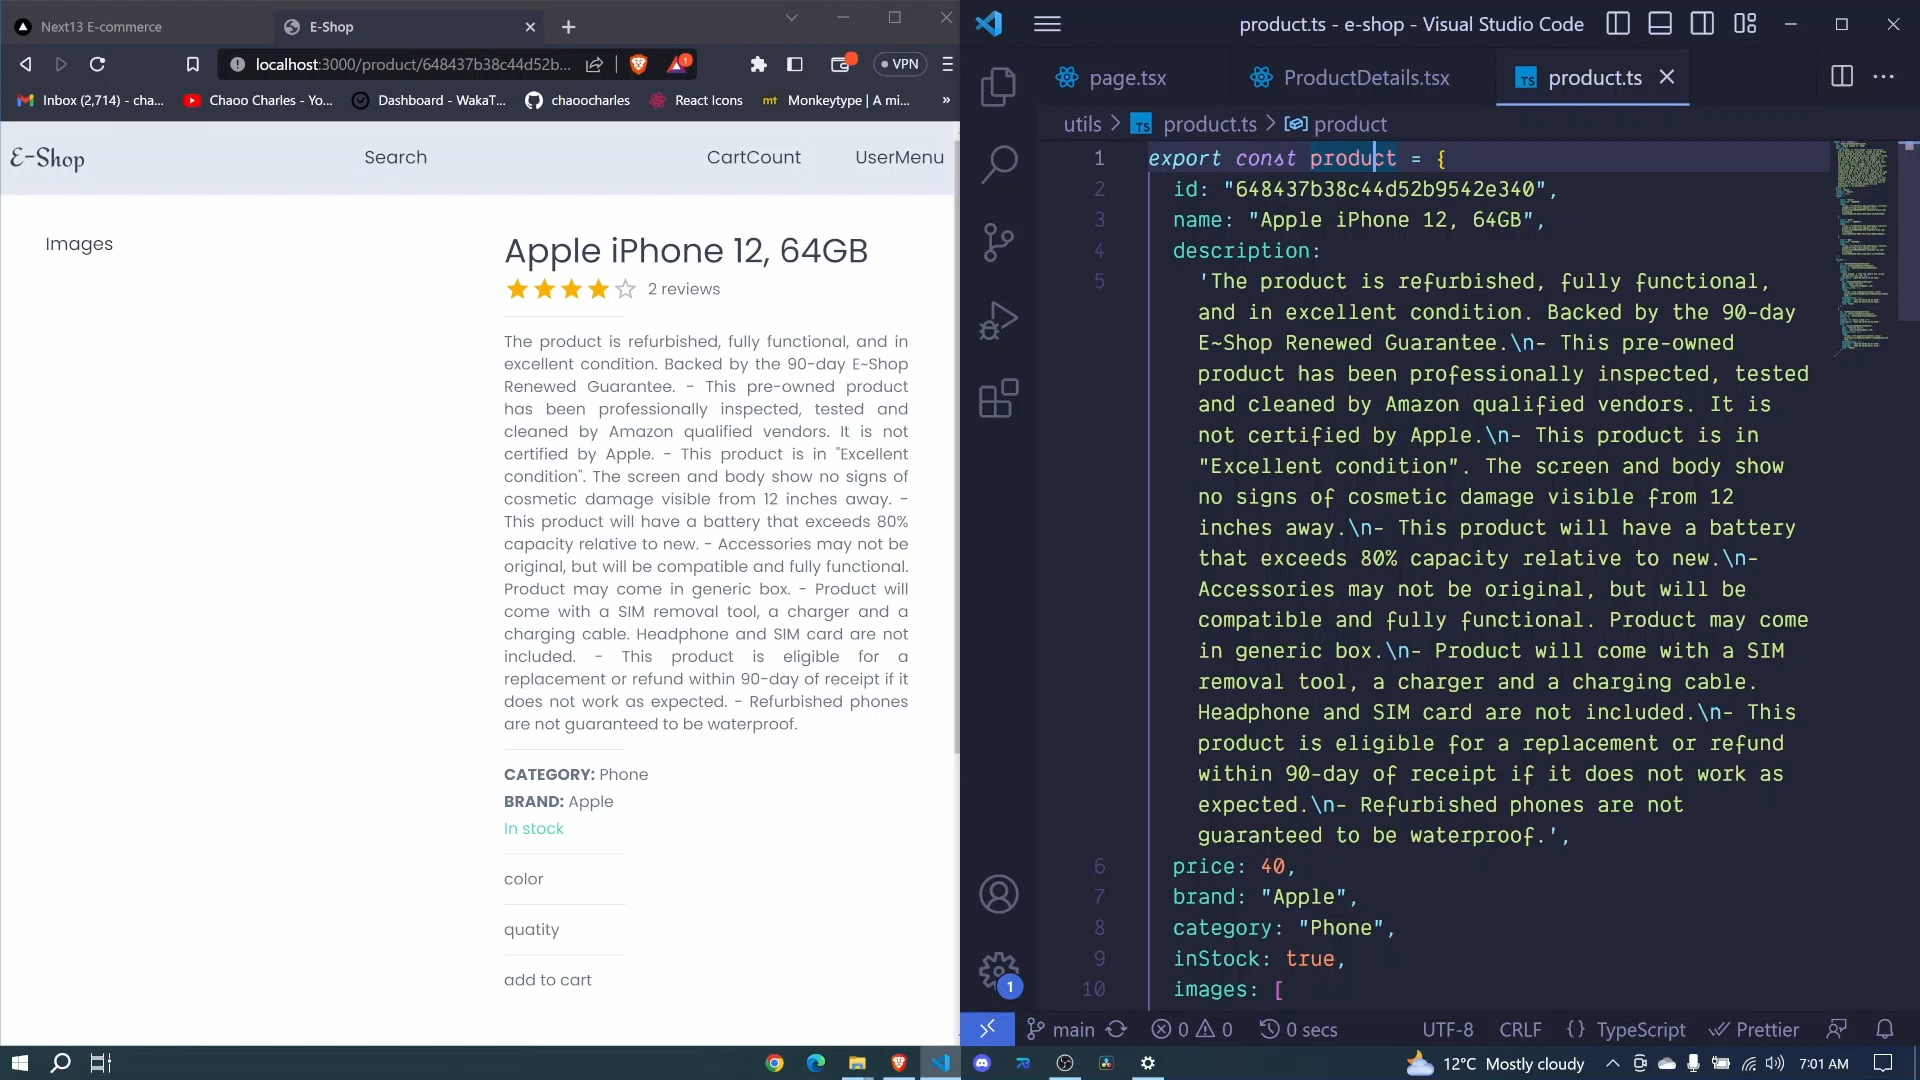 Next13 E-commerce
E-Shop
localhost:3000/product/648437b38c44d52b...
1
VPN
Inbox (2,714) - cha...
Chaoo Charles - Yo...
Dashboard - WakaT...
chaoocharles
React Icons
mt
Monkeytype | A mi...
»
E-Shop
Search
CartCount
UserMenu
Images
Apple iPhone 12, 64GB
2 reviews
The product is refurbished, fully functional, and in
excellent condition. Backed by the 90-day E~Shop
Renewed Guarantee. - This pre-owned product
has been professionally inspected, tested and
cleaned by Amazon qualified vendors. It is not
certified by Apple. - This product is in "Excellent
condition". The screen and body show no signs of
cosmetic damage visible from 12 inches away. -
This product will have a battery that exceeds 80%
capacity relative to new. - Accessories may not be
original, but will be compatible and fully functional.
Product may come in generic box. - Product will
come with a SIM removal tool, a charger and a
charging cable. Headphone and SIM card are not
included. - This product is eligible for a
replacement or refund within 90-day of receipt if it
does not work as expected. - Refurbished phones
are not guaranteed to be waterproof.
CATEGORY: Phone
BRAND: Apple
In stock
color
quatity
add to cart
product.ts - e-shop - Visual Studio Code
page.tsx
ProductDetails.tsx
TS product.ts
utils > TS product.ts > product
1 export const product = {
2 id: "648437b38c44d52b9542e340",
3 name: "Apple iPhone 12, 64GB",
4 description:
5 'The product is refurbished, fully functional,
and in excellent condition. Backed by the 90-day
E~Shop Renewed Guarantee.\n- This pre-owned
product has been professionally inspected, tested
and cleaned by Amazon qualified vendors. It is
not certified by Apple.\n- This product is in
"Excellent condition". The screen and body show
no signs of cosmetic damage visible from 12
inches away.\n- This product will have a battery
that exceeds 80% capacity relative to new.\n-
Accessories may not be original, but will be
compatible and fully functional. Product may come
in generic box.\n- Product will come with a SIM
removal tool, a charger and a charging cable.
Headphone and SIM card are not included.\n- This
product is eligible for a replacement or refund
within 90-day of receipt if it does not work as
expected.\n- Refurbished phones are not
guaranteed to be waterproof.',
6 price: 40,
7 brand: "Apple",
8 category: "Phone",
9 inStock: true,
10 images: [
1
main
0
0
0 secs
UTF-8
CRLF
{} TypeScript
Prettier
12°C Mostly cloudy
7:01 AM